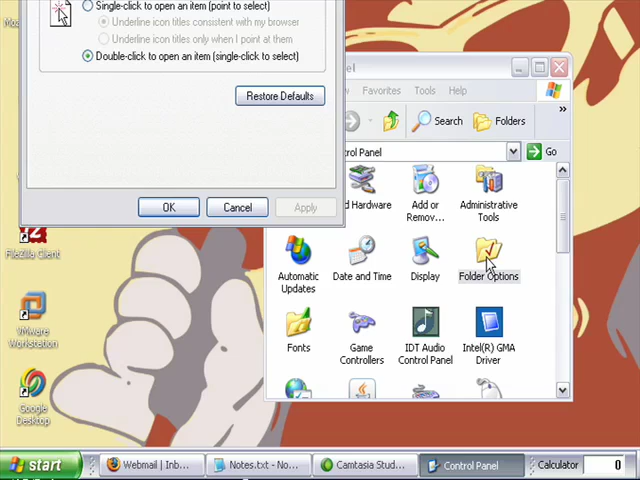 Single-click to open an item (point to select)
Underline icon titles consistent with my browser
Underline icon titles only when I point at them
Double-click to open an item (single-click to select)
Restore Defaults
OK
Cancel
Apply
Favorites
Tools
Help
Search
Folders
»
Control Panel
Go
Hardware
Add or
Remov...
Administrative
Tools
Automatic
Updates
Date and Time
Display
Folder Options
Fonts
Game
Controllers
IDT Audio
Control Panel
Intel(R) GMA
Driver
FileZilla Client
VMware
Workstation
Google
Desktop
start
Webmail | Inb...
Notes.txt - No...
Camtasia Stud...
Control Panel
Calculator
0